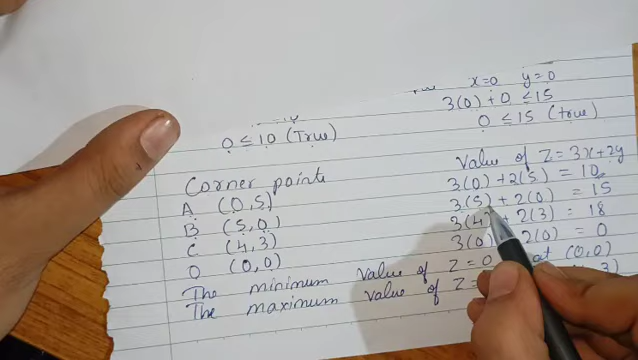 x=0 y=0
3(0)+0 ≤15
0 ≤10 (True)
0 ≤15 (true)
Corner points
Value of Z=3x+2y
A (0,5)
3(0)+2(5) = 10
B (5,0)
3(5)+2(0) = 15
C (4,3)
3(4)+2(3) = 18
O (0,0)
3(0) 2(0) = 0
The minimum value of Z=0 at (0,0)
The maximum value of Z= 3)